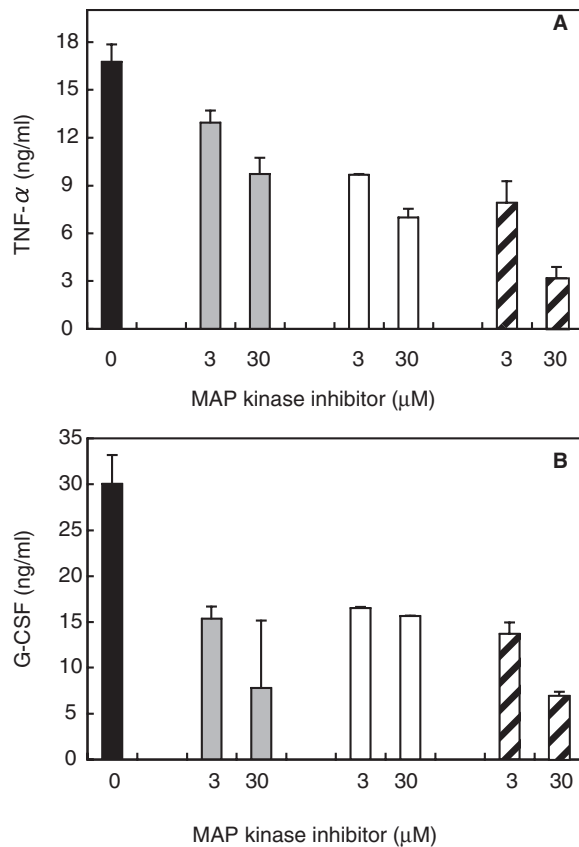 A
18
15
12
9
6
3
0
TNF-α (ng/ml)
0 3 30 3 30 3 30
MAP kinase inhibitor (μM)
B
35
30
25
20
15
10
5
0
G-CSF (ng/ml)
0 3 30 3 30 3 30
MAP kinase inhibitor (μM)